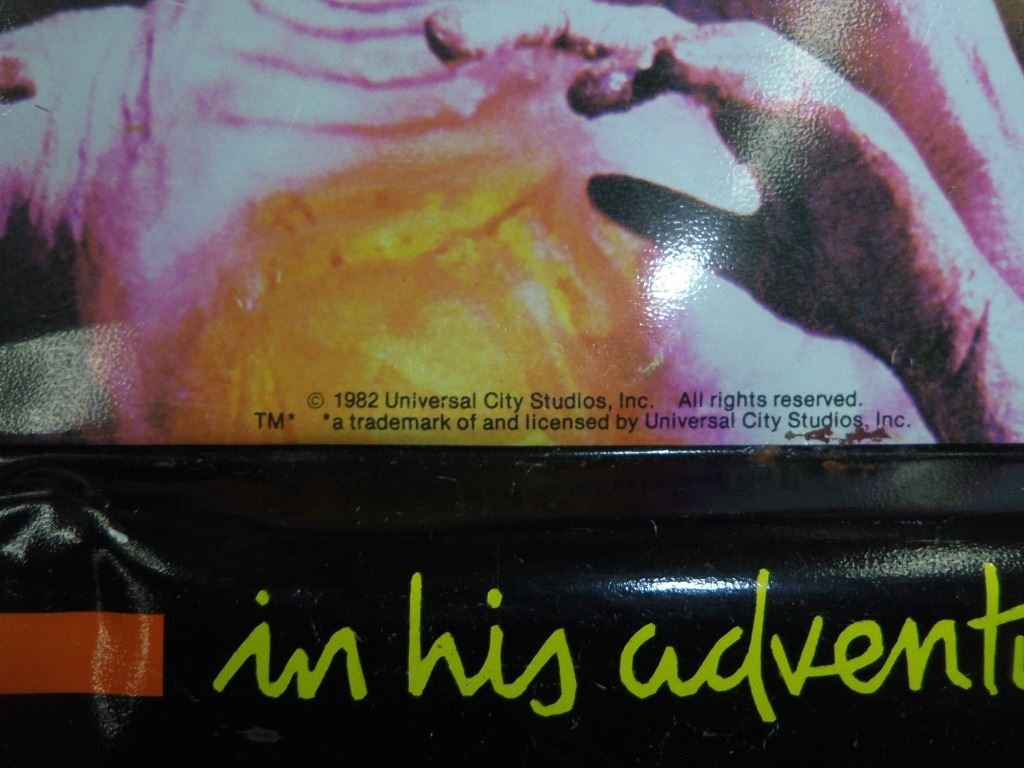 © 1982 Universal City Studios, Inc. All rights reserved.
TM* *a trademark of and licensed by Universal City Studios, Inc.
in his advent